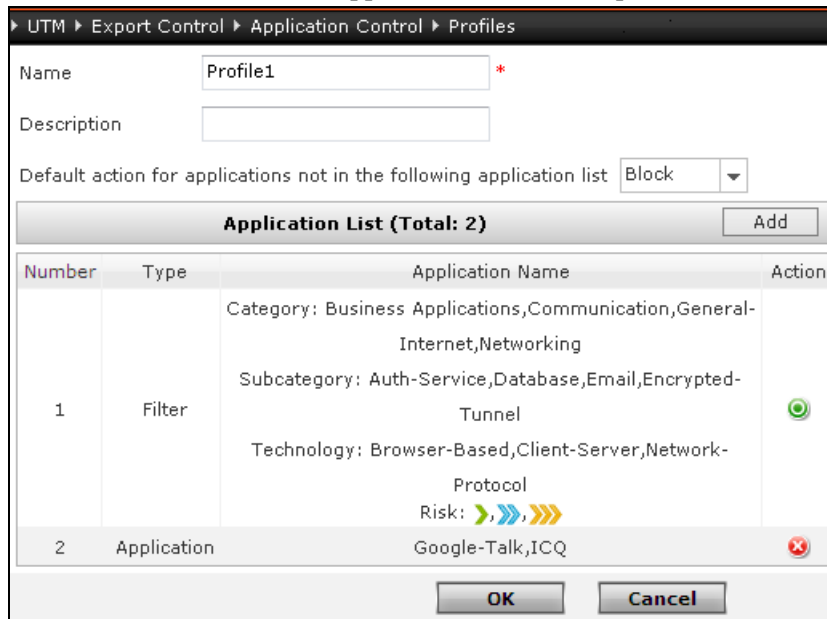 UTM Export Control Application Control Profiles
Name Profile1 *
Description
Default action for applications not in the following application list Block
Application List (Total: 2) Add
Number Type Application Name Action
Category: Business Applications,Communication,General-
Internet,Networking
Subcategory: Auth-Service,Database,Email,Encrypted-
1 Filter Tunnel
Technology: Browser-Based,Client-Server,Network-
Protocol
Risk: , ,
2 Application Google-Talk,ICQ
OK Cancel